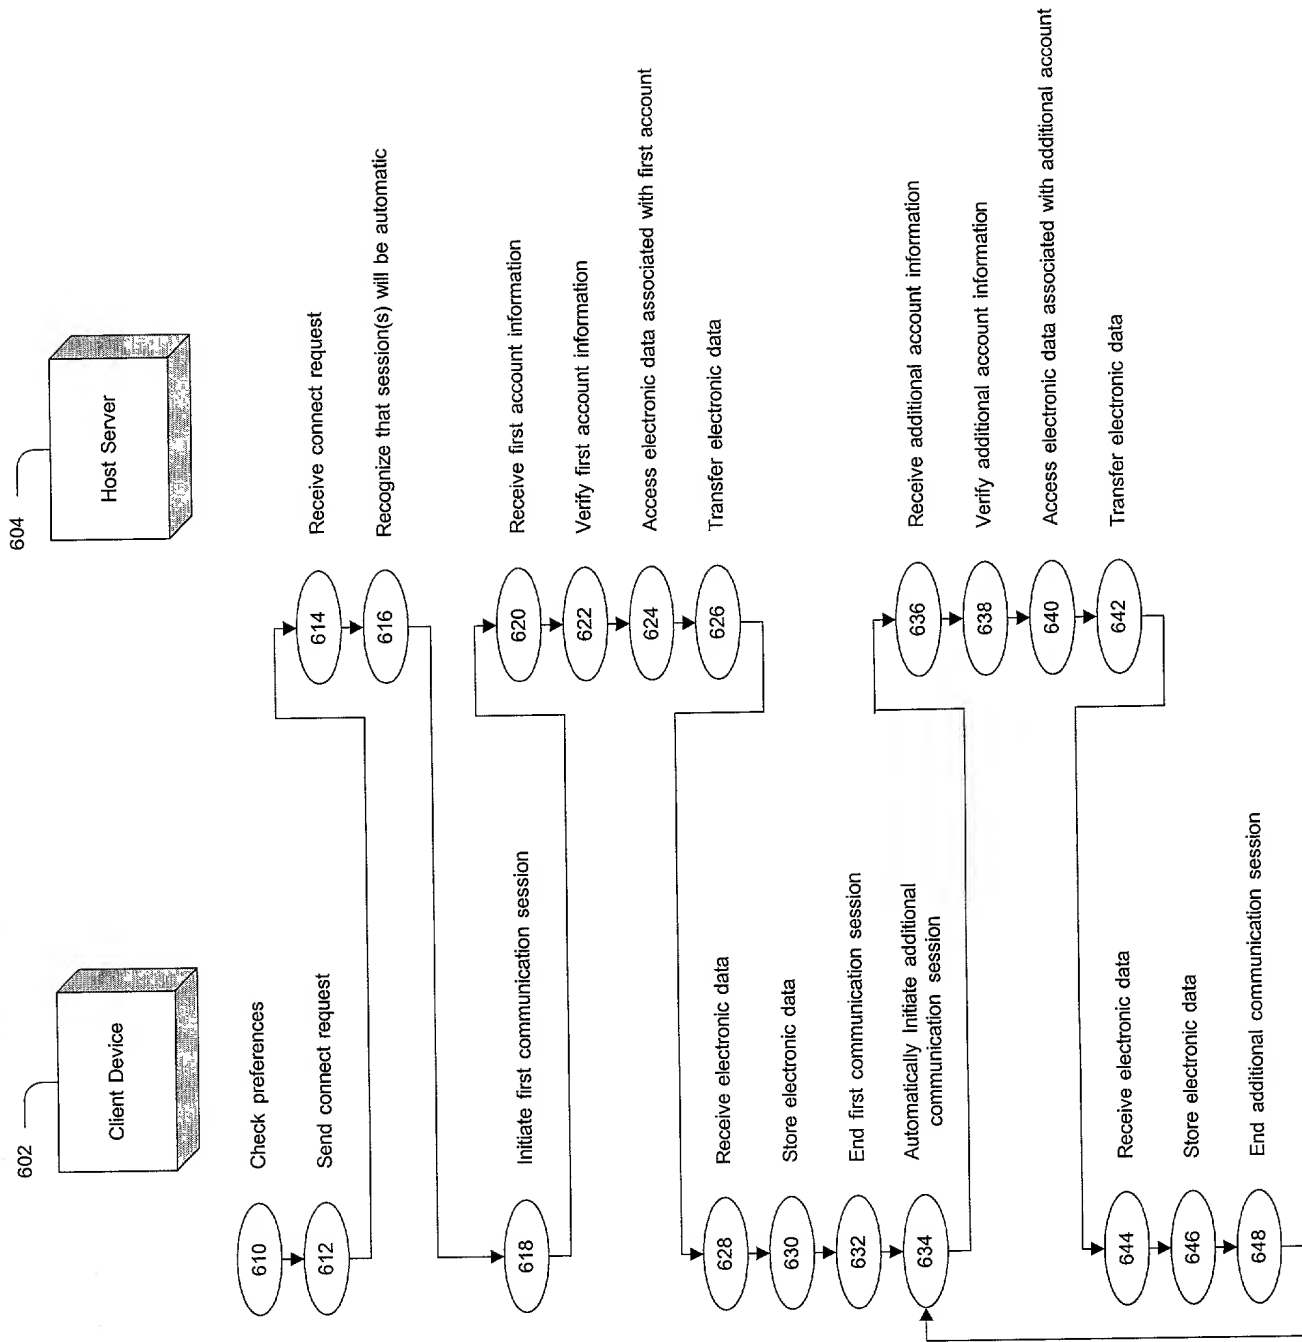 602
Client Device
604
Host Server
610
Check preferences
612
Send connect request
614
Receive connect request
616
Recognize that session(s) will be automatic
618
Initiate first communication session
620
Receive first account information
622
Verify first account information
624
Access electronic data associated with first account
626
Transfer electronic data
628
Receive electronic data
630
Store electronic data
632
End first communication session
634
Automatically Initiate additional
communication session
636
Receive additional account information
638
Verify additional account information
640
Access electronic data associated with additional account
642
Transfer electronic data
644
Receive electronic data
646
Store electronic data
648
End additional communication session